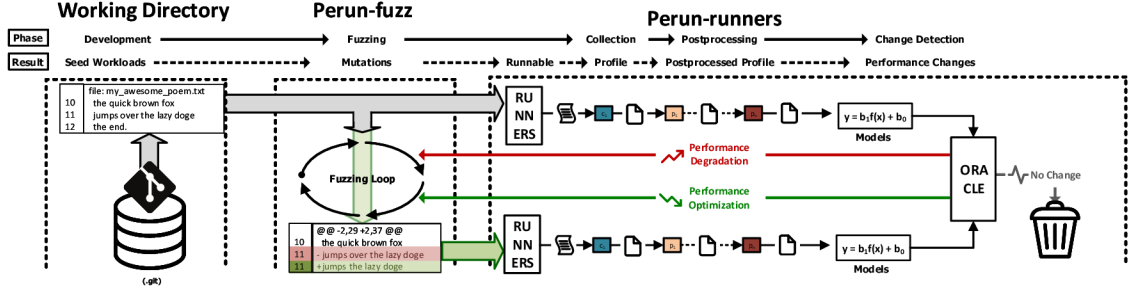 Working Directory
Perun-fuzz
Perun-runners
Phase
Development
Fuzzing
Collection
Postprocessing
Change Detection
Result
Seed Workloads
Mutations
Runnable
Profile
Postprocessed Profile
Performance Changes
file: my_awesome_poem.txt
10 the quick brown fox
11 jumps over the lazy doge
12 the end.
RU
NN
ERS
y = b₁f(x) + b₀
Models
Performance
Degradation
Fuzzing Loop
ORA
CLE
No Change
Performance
Optimization
@@ -2,29 +2,37 @@
10 the quick brown fox
11 - jumps over the lazy doge
11 +jumps the lazy doge
RU
NN
ERS
y = b₁f(x) + b₀
Models
(.git)